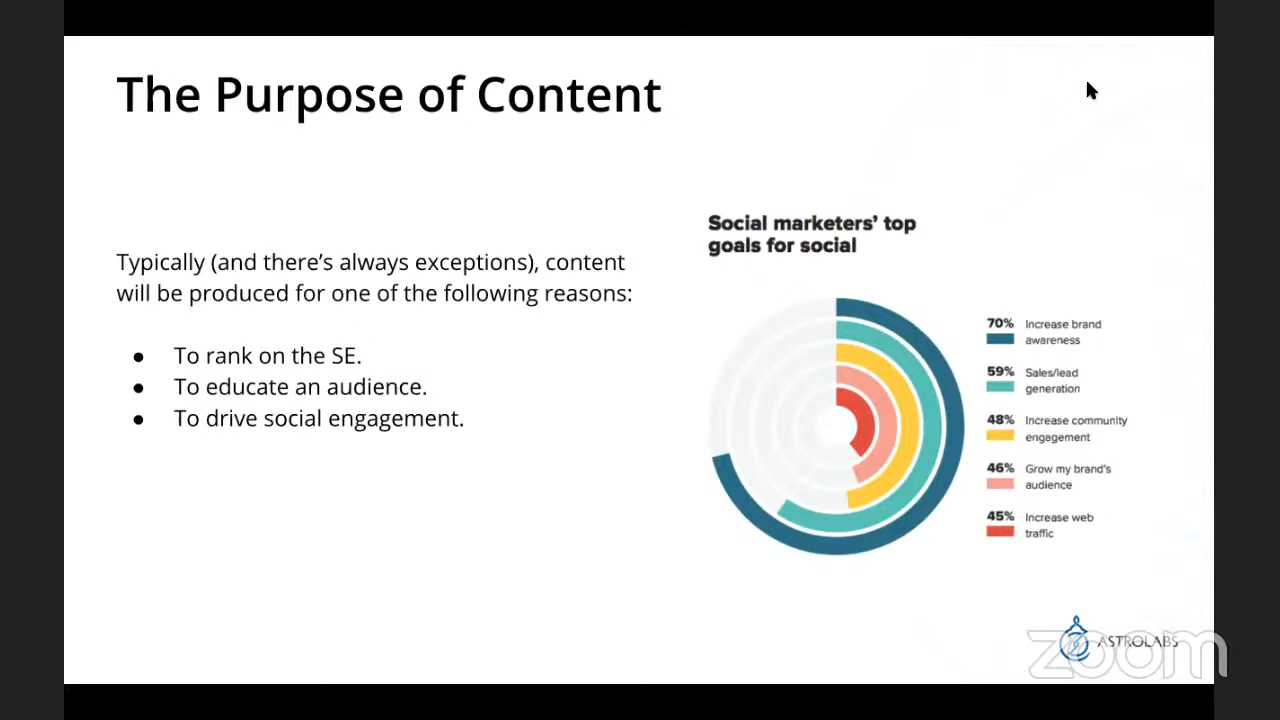 The Purpose of Content
Typically (and there's always exceptions), content
will be produced for one of the following reasons:
● To rank on the SE.
● To educate an audience.
● To drive social engagement.
Social marketers' top
goals for social
70% Increase brand
awareness
59% Sales/lead
generation
48% Increase community
engagement
46% Grow my brand's
audience
45% Increase web
traffic
ASTROLABS
zoom